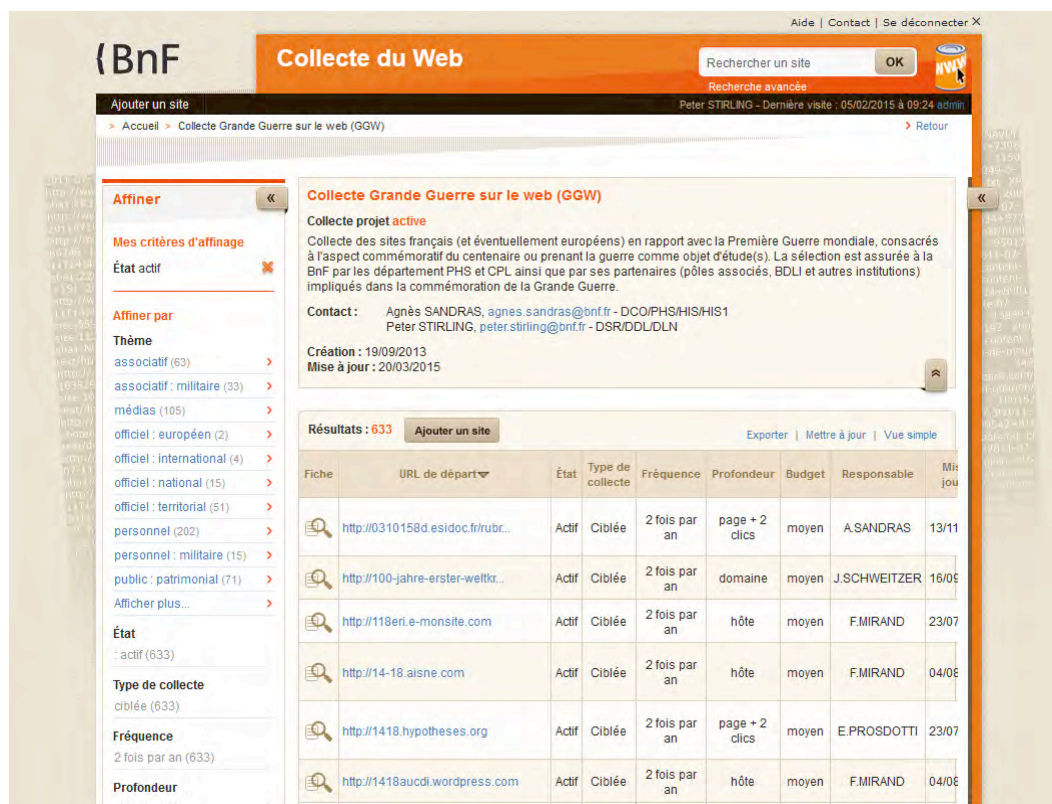 Aide | Contact | Se déconnecter X
{BnF
Collecte du Web
Rechercher un site
OK
WWW
Recherche avancée
Ajouter un site
Peter STIRLING - Dernière visite : 05/02/2015 à 09:24 admin
> Accueil > Collecte Grande Guerre sur le web (GGW)
> Retour
Affiner
«
Mes critères d'affinage
État actif
Affiner par
Thème
associatif (63)
associatif : militaire (33)
médias (105)
officiel : européen (2)
officiel : international (4)
officiel : national (15)
officiel : territorial (51)
personnel (202)
personnel : militaire (15)
public : patrimonial (71)
Afficher plus...
État
: actif (633)
Type de collecte
ciblée (633)
Fréquence
2 fois par an (633)
Profondeur
Collecte Grande Guerre sur le web (GGW)
«
Collecte projet active
Collecte des sites français (et éventuellement européens) en rapport avec la Première Guerre mondiale, consacrés
à l'aspect commémoratif du centenaire ou prenant la guerre comme objet d'étude(s). La sélection est assurée à la
BnF par les département PHS et CPL ainsi que par ses partenaires (pôles associés, BDLI et autres institutions)
impliqués dans la commémoration de la Grande Guerre.
Contact : Agnès SANDRAS, agnes.sandras@bnf.fr - DCO/PHS/HIS/HIS1
Peter STIRLING, peter.stirling@bnf.fr - DSR/DDL/DLN
Création : 19/09/2013
Mise à jour : 20/03/2015
Résultats : 633 Ajouter un site Exporter | Mettre à jour | Vue simple
Fiche URL de départ État Type de collecte Fréquence Profondeur Budget Responsable Mis jou
http://0310158d.esidoc.fr/rubr... Actif Ciblée 2 fois par an page + 2 clics moyen A.SANDRAS 13/11
http://100-jahre-erster-weltkr... Actif Ciblée 2 fois par an domaine moyen J.SCHWEITZER 16/09
http://118eri.e-monsite.com Actif Ciblée 2 fois par an hôte moyen F.MIRAND 23/07
http://14-18.aisne.com Actif Ciblée 2 fois par an hôte moyen F.MIRAND 04/08
http://1418.hypotheses.org Actif Ciblée 2 fois par an page + 2 clics moyen E.PROSDOTTI 23/07
http://1418aucdi.wordpress.com Actif Ciblée 2 fois par an hôte moyen F.MIRAND 04/08